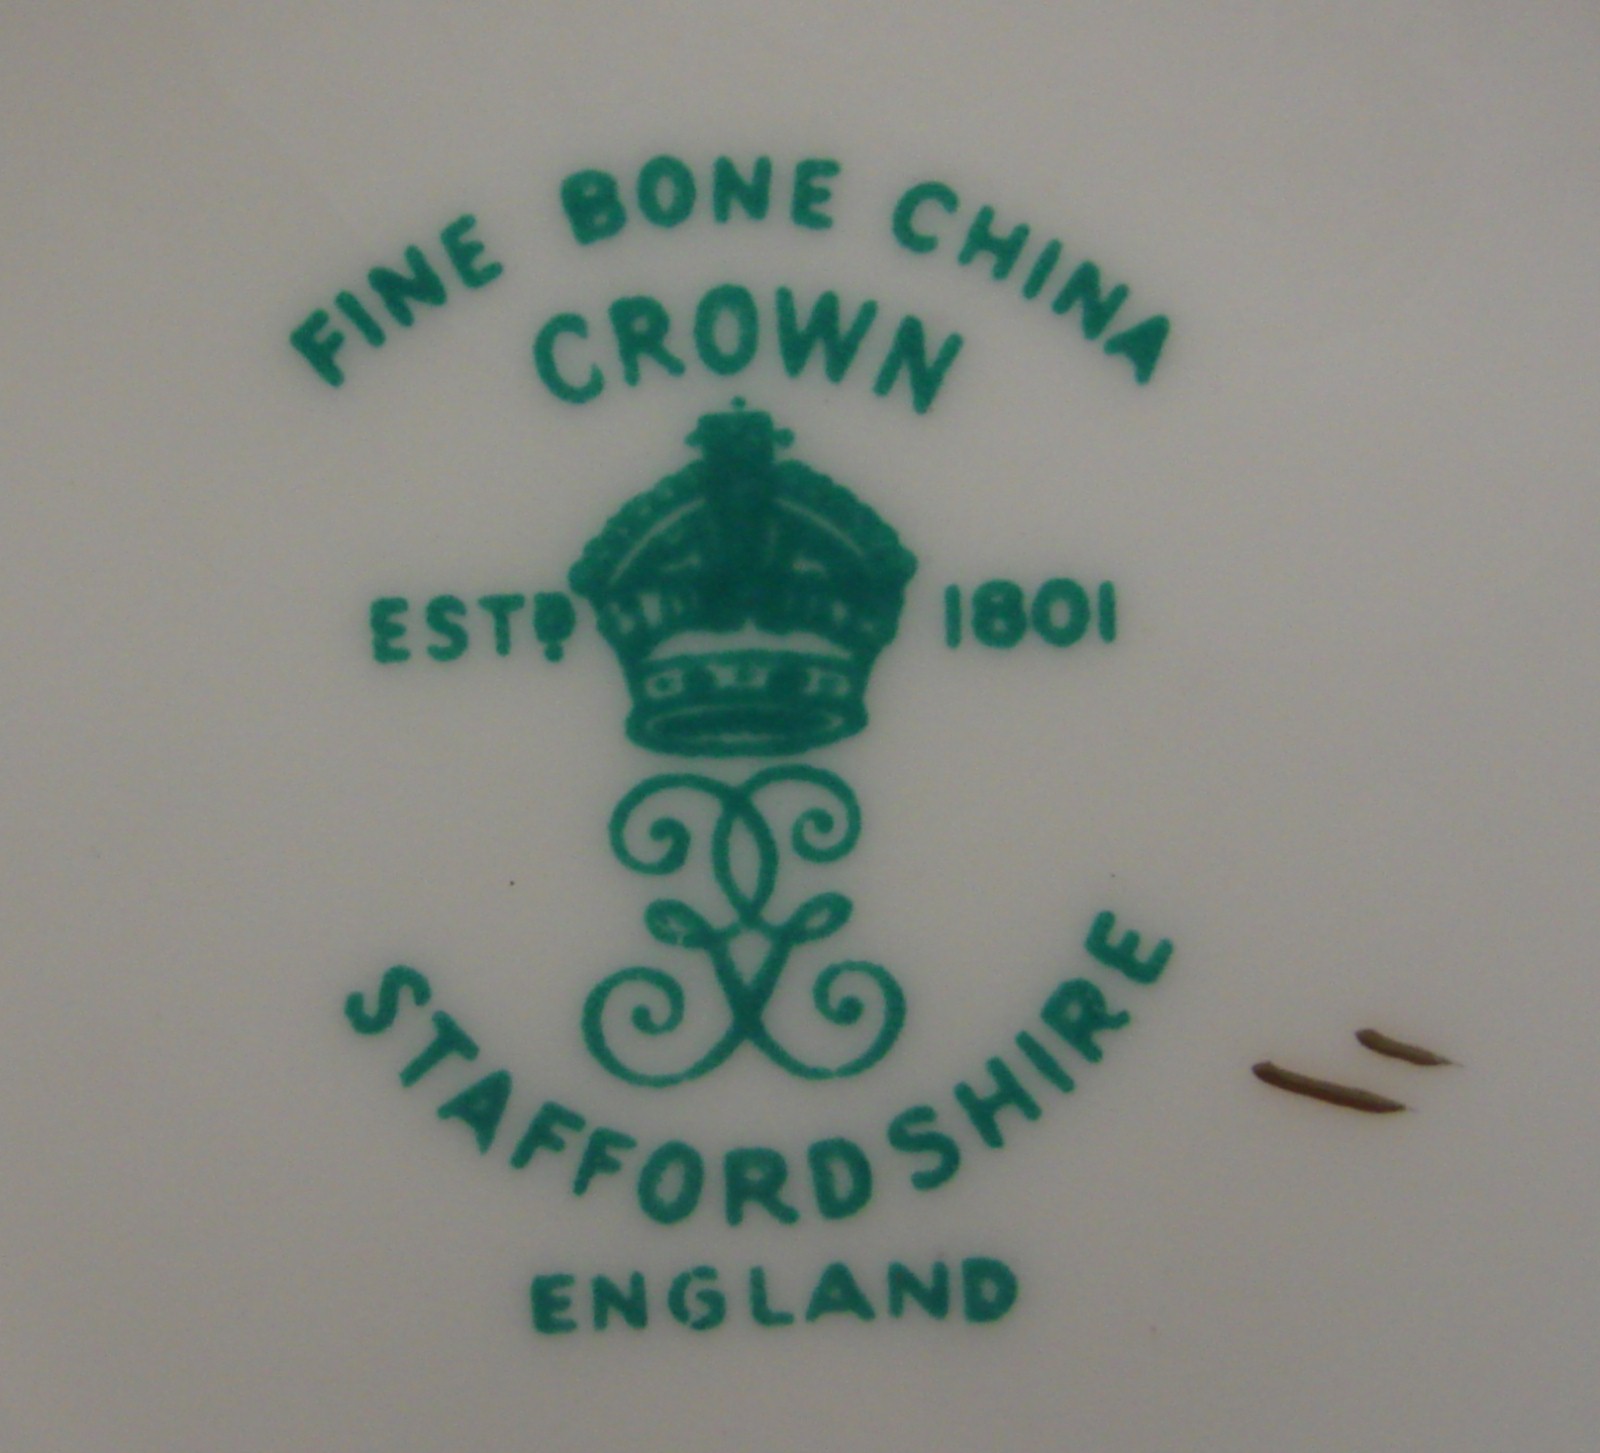 FINE BONE CHINA
CROWN
ESTD 1801
STAFFORDSHIRE
ENGLAND